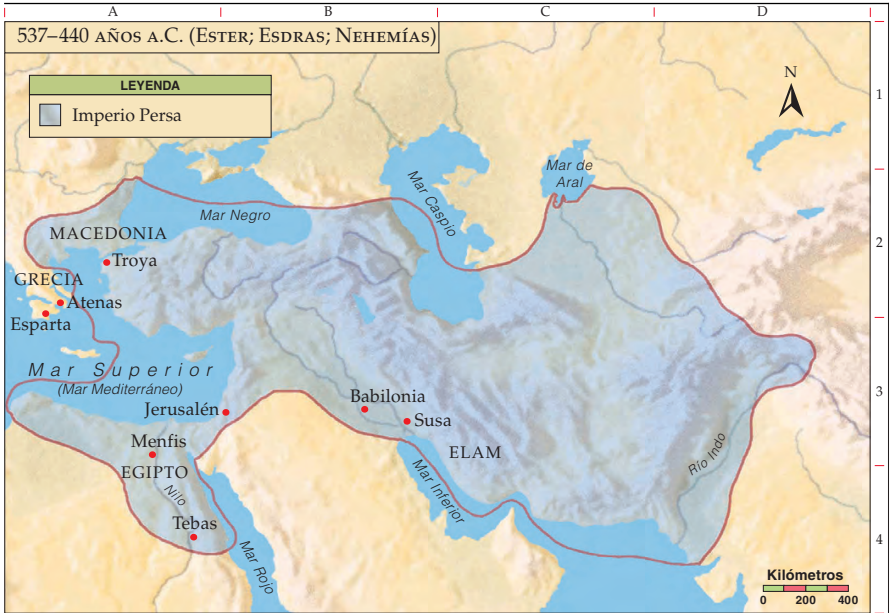 A B C D
537–440 AÑOS A.C. (ESTER; ESDRAS; NEHEMÍAS)
LEYENDA
Imperio Persa
N
1
Mar de
Aral
Mar Caspio
Mar Negro
MACEDONIA
2
Troya
GRECIA
Atenas
Esparta
Mar Superior
(Mar Mediterráneo)
3
Babilonia
Jerusalén
Susa
Menfis
ELAM
EGIPTO
Río Indo
Mar Inferior
Nilo
Tebas
4
Mar Rojo
Kilómetros
0 200 400